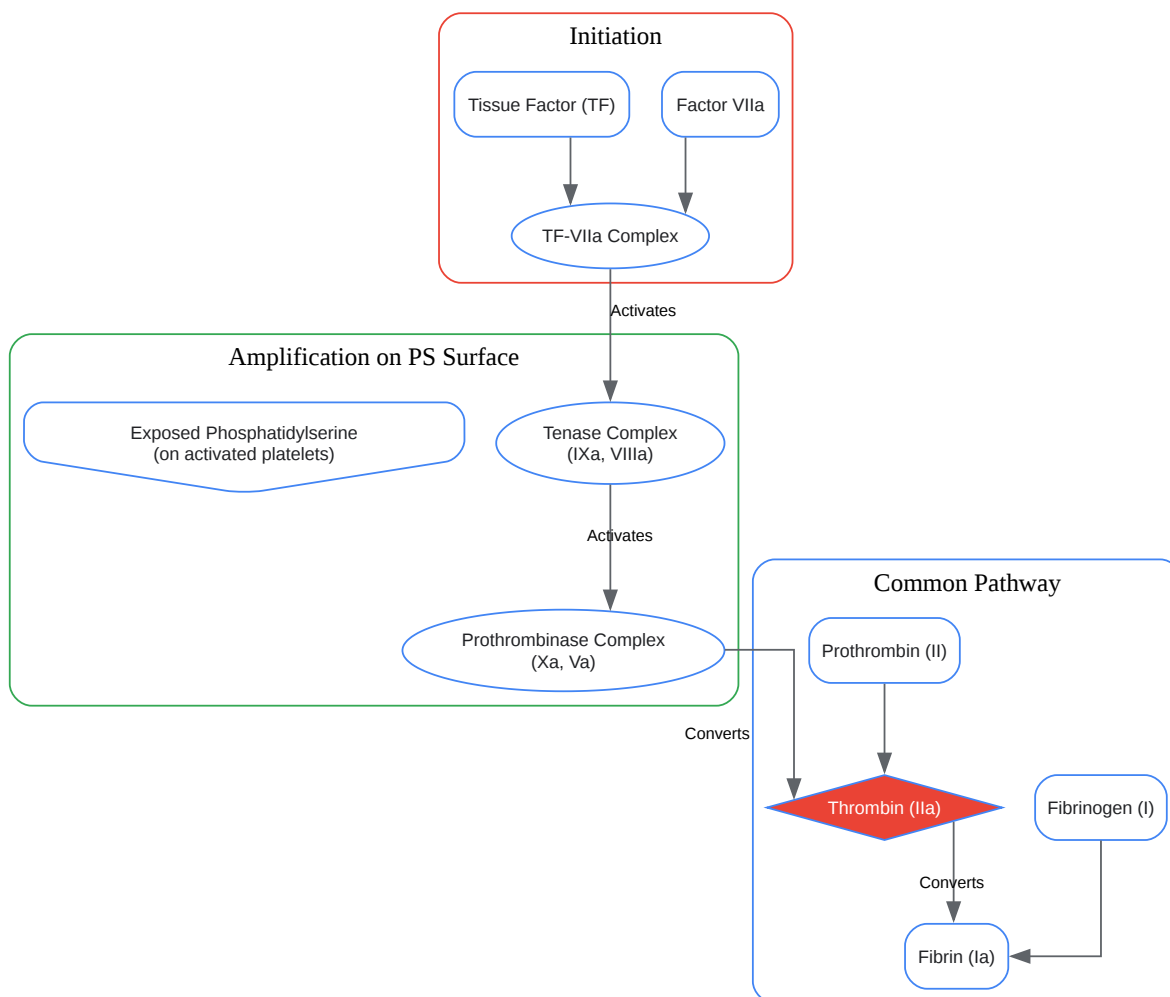 Initiation
Tissue Factor (TF)
Factor VIIa
TF-VIIa Complex
Activates
Amplification on PS Surface
Exposed Phosphatidylserine
(on activated platelets)
Tenase Complex
(IXa, VIIIa)
Activates
Prothrombinase Complex
(Xa, Va)
Converts
Common Pathway
Prothrombin (II)
Thrombin (IIa)
Fibrinogen (I)
Converts
Fibrin (Ia)